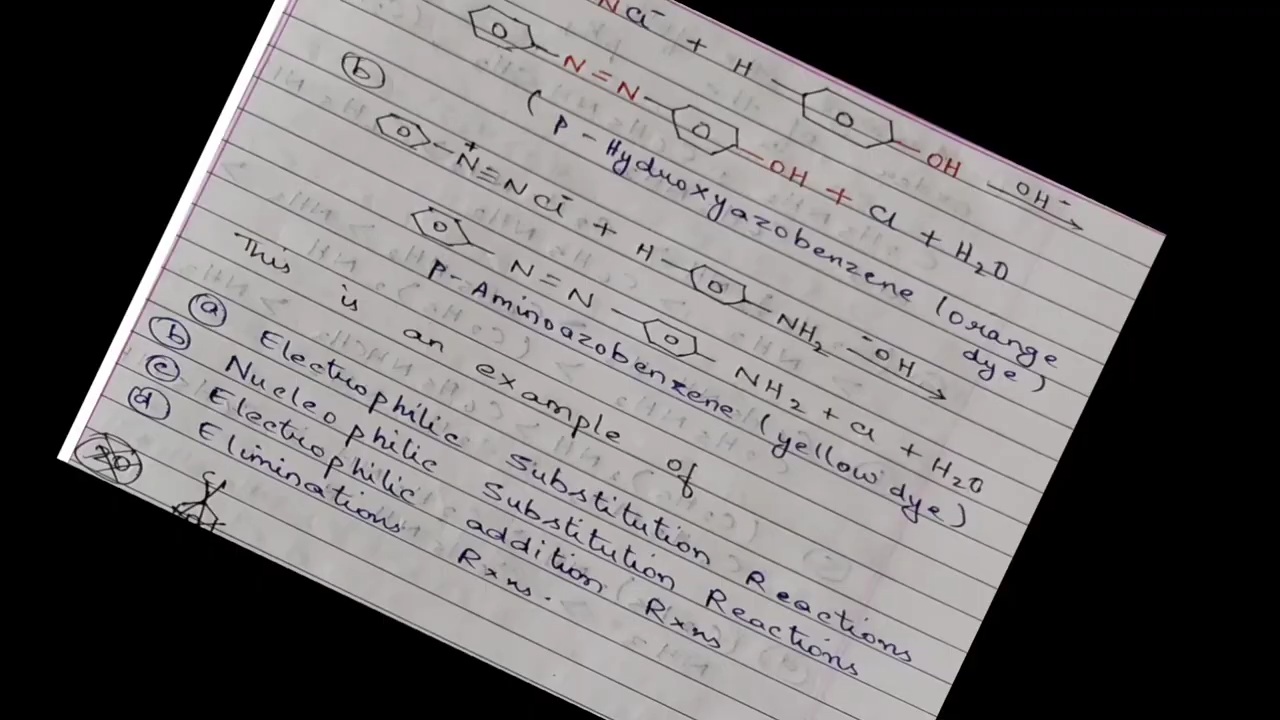 NCl⁻ + H OH OH⁻
N=N OH + Cl + H₂O
(P-Hydroxyazobenzene (orange dye)
(b)
N⁺≡NCl⁻ + H NH₂ ⁻OH
N=N NH₂ + Cl + H₂O
P-Aminoazobenzene (yellow dye)
This is an example of
(a) Electrophilic Substitution Reactions
(b) Nucleophilic Substitution Reactions
(c) Electrophilic addition Rxns
(d) Eliminations Rxns.
20